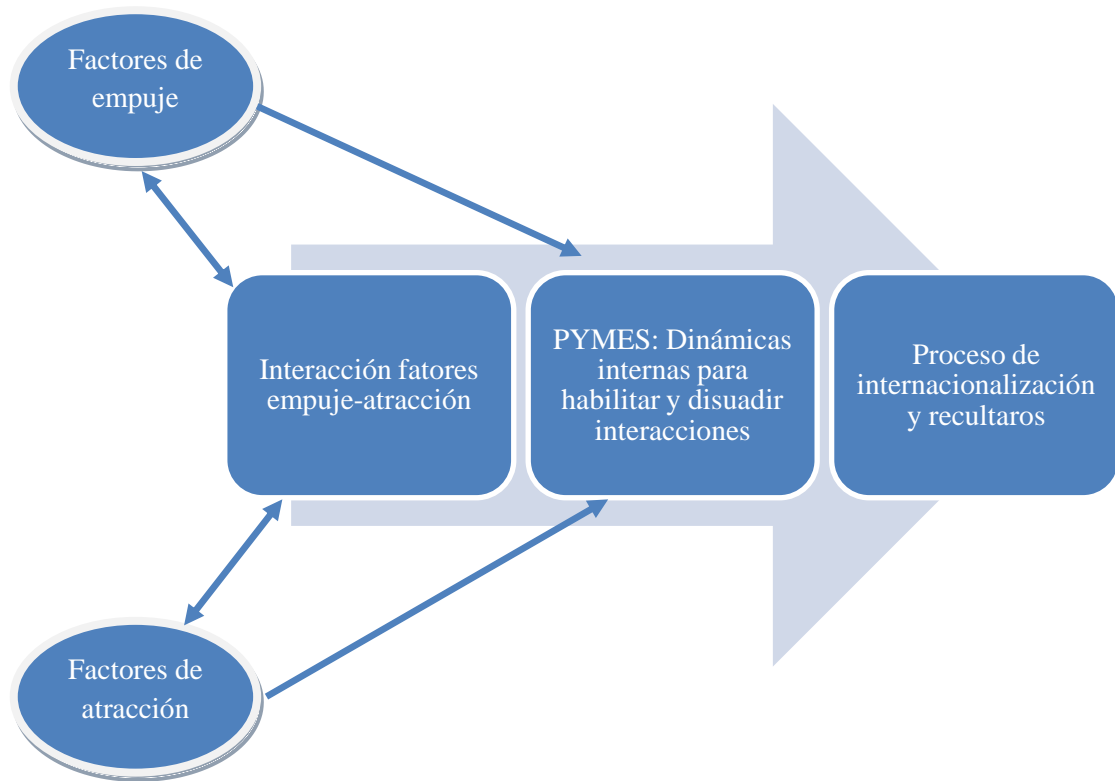 Factores de
empuje
Interacción fatores
empuje-atracción
PYMES: Dinámicas
internas para
habilitar y disuadir
interacciones
Proceso de
internacionalización
y recultaros
Factores de
atracción